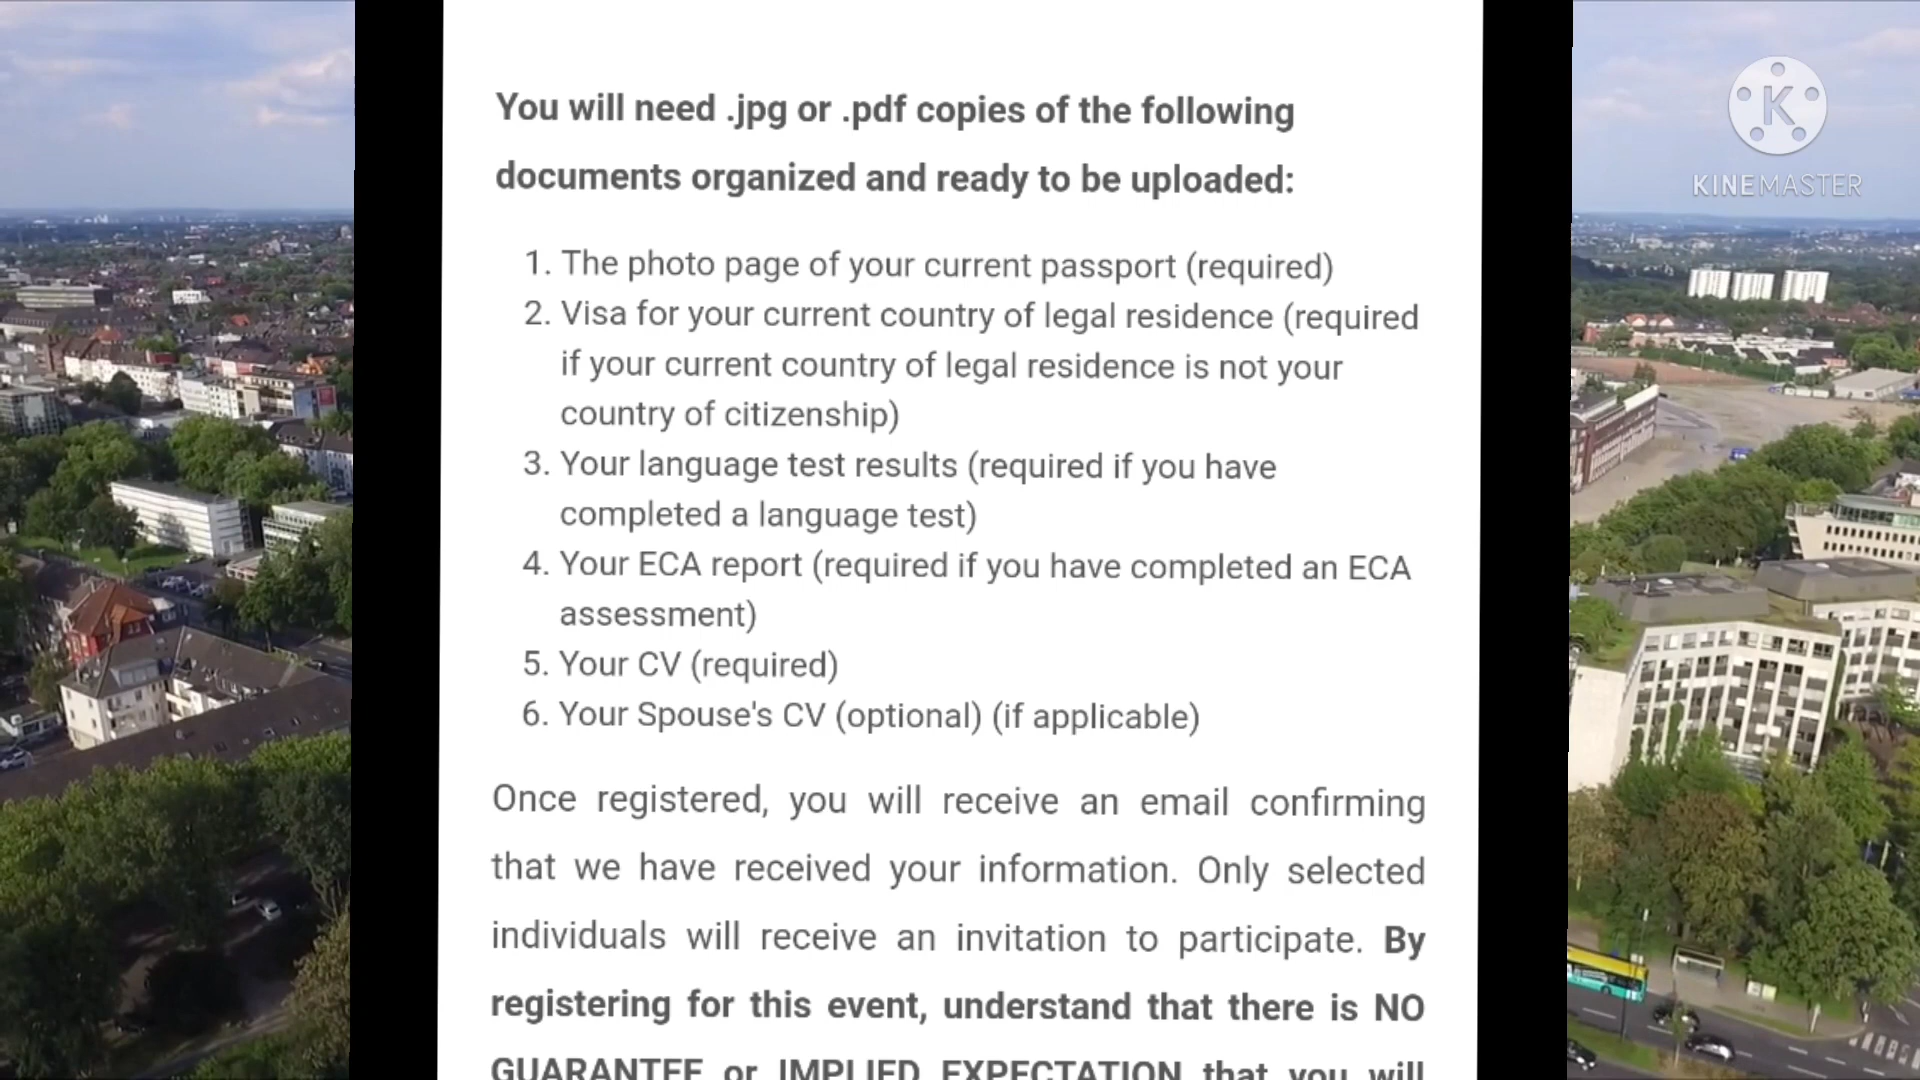 You will need .jpg or .pdf copies of the following
documents organized and ready to be uploaded:
1. The photo page of your current passport (required)
2. Visa for your current country of legal residence (required
if your current country of legal residence is not your
country of citizenship)
3. Your language test results (required if you have
completed a language test)
4. Your ECA report (required if you have completed an ECA
assessment)
5. Your CV (required)
6. Your Spouse's CV (optional) (if applicable)
Once registered, you will receive an email confirming
that we have received your information. Only selected
individuals will receive an invitation to participate. By
registering for this event, understand that there is NO
GUARANTEE or IMPLIED EXPECTATION that you will
K
KINEMASTER